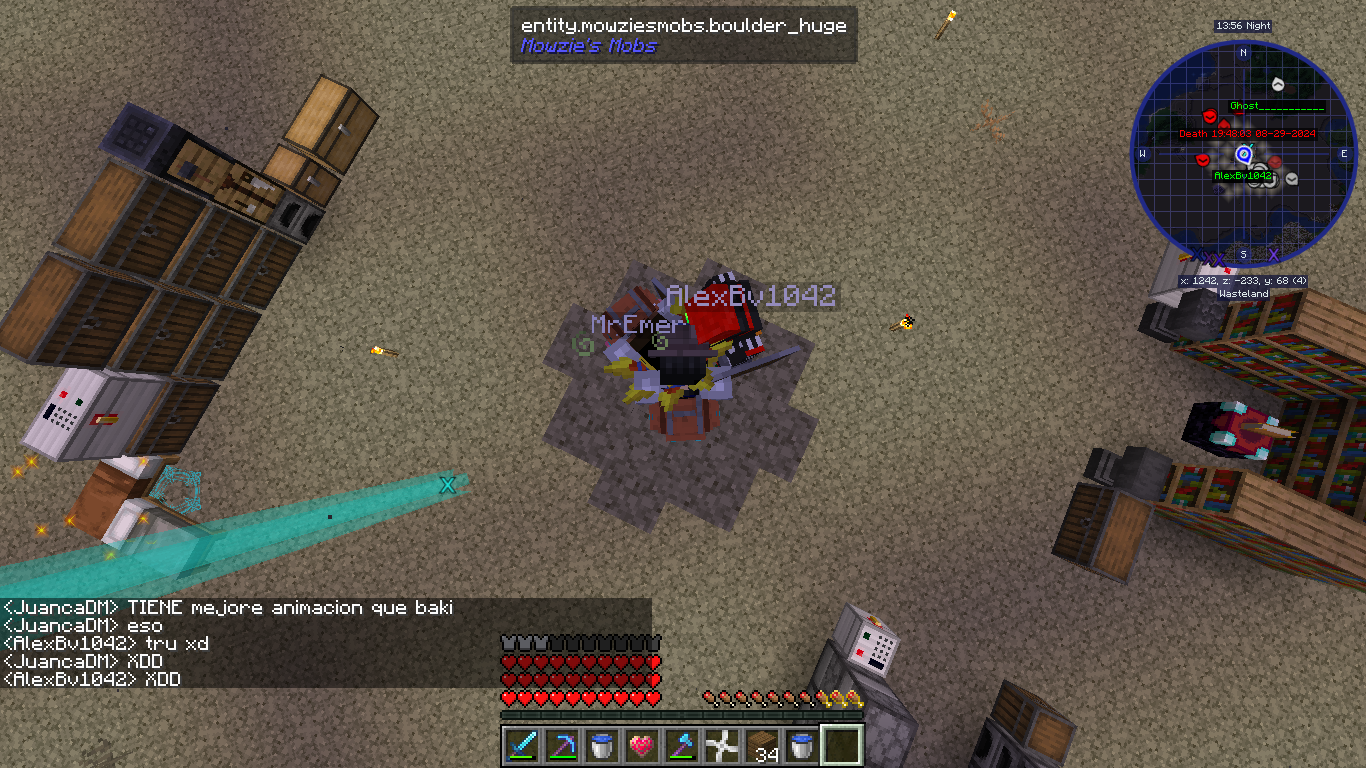 entity.mowziesmobs.boulder_huge
Mowzie's Mobs
13:56 Night
N
Ghost___________
Death 19:48:03 08-29-2024
W
E
AlexBv1042
S
X
x: 1242, z: -233, y: 68 (4)
Wasteland
AlexBv1042
MrEmer
X
<JuancaDM> TIENE mejore animacion que baki
<JuancaDM> eso
<AlexBv1042> tru xd
<JuancaDM> XDD
<AlexBv1042> XDD
34